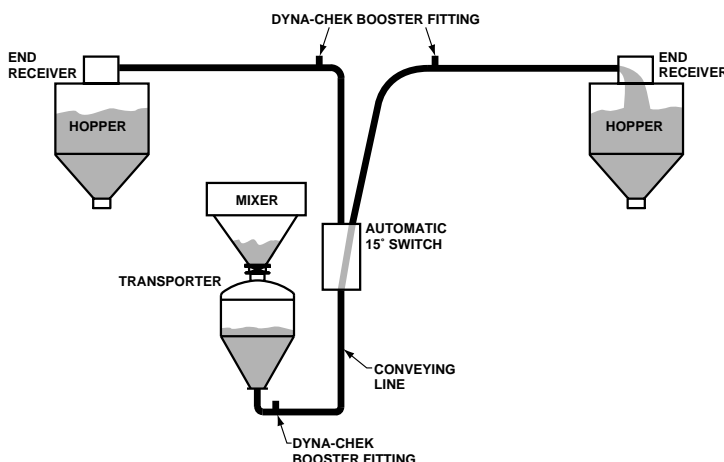 DYNA-CHEK BOOSTER FITTING
END
RECEIVER
END
RECEIVER
HOPPER
HOPPER
MIXER
AUTOMATIC
15˚ SWITCH
TRANSPORTER
CONVEYING
LINE
DYNA-CHEK
BOOSTER FITTING